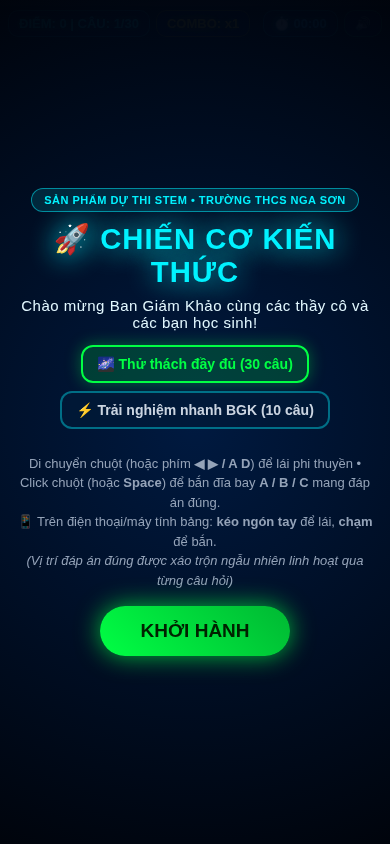 SẢN PHẨM DỰ THI STEM • TRƯỜNG THCS NGA SƠN
🚀 CHIẾN CƠ KIẾN
THỨC
Chào mừng Ban Giám Khảo cùng các thầy cô và
các bạn học sinh!
🌌 Thử thách đầy đủ (30 câu)
⚡ Trải nghiệm nhanh BGK (10 câu)
Di chuyển chuột (hoặc phím ◀ ▶ / A D) để lái phi thuyền •
Click chuột (hoặc Space) để bắn đĩa bay A / B / C mang đáp
án đúng.
📱 Trên điện thoại/máy tính bảng: kéo ngón tay để lái, chạm
để bắn.
(Vị trí đáp án đúng được xáo trộn ngẫu nhiên linh hoạt qua
từng câu hỏi)
KHỞI HÀNH